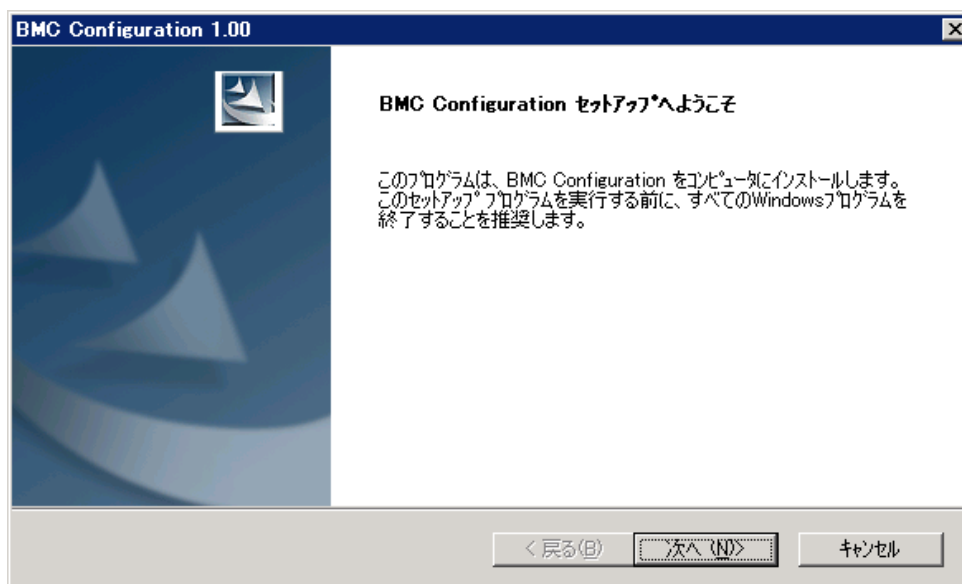 BMC Configuration 1.00
BMC Configuration ｾｯﾄｱｯﾌﾟへようこそ
このﾌﾟﾛｸﾞﾗﾑは、BMC Configuration をｺﾝﾋﾟｭｰﾀにインストールします。
このｾｯﾄｱｯﾌﾟ ﾌﾟﾛｸﾞﾗﾑを実行する前に、すべてのWindowsﾌﾟﾛｸﾞﾗﾑを
終了することを推奨します。
< 戻る(B)
次へ (N)>
ｷｬﾝｾﾙ